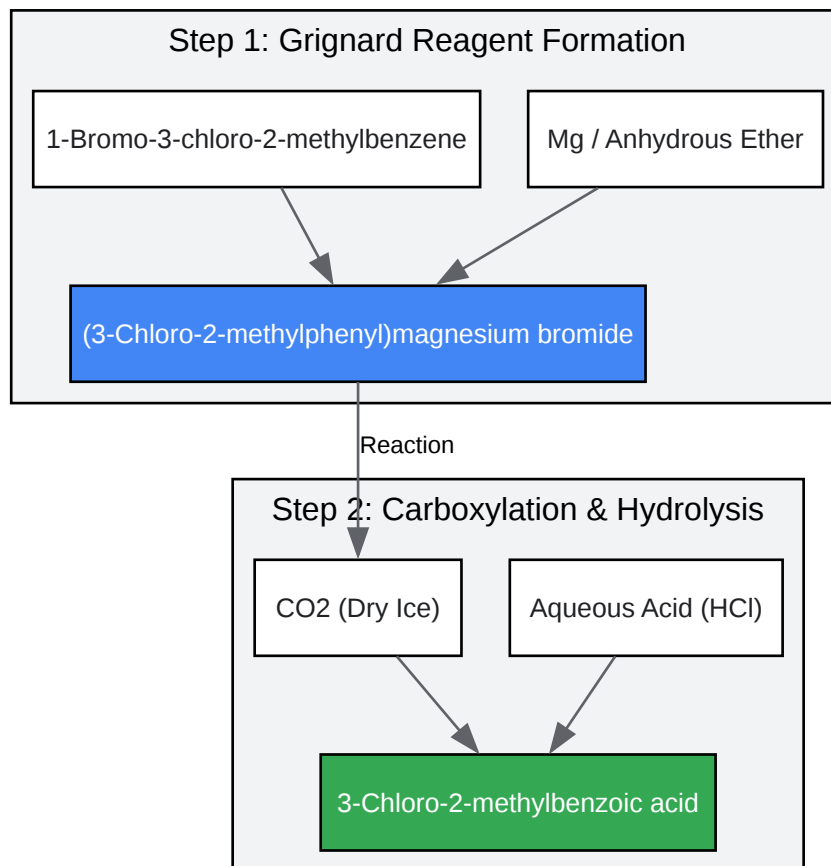 Step 1: Grignard Reagent Formation
1-Bromo-3-chloro-2-methylbenzene
Mg / Anhydrous Ether
(3-Chloro-2-methylphenyl)magnesium bromide
Reaction
Step 2: Carboxylation & Hydrolysis
CO2 (Dry Ice)
Aqueous Acid (HCl)
3-Chloro-2-methylbenzoic acid